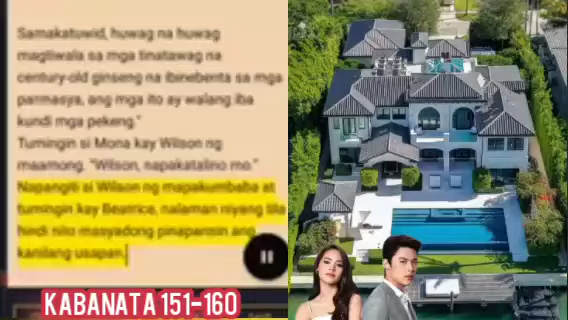 Samakatuwid, huwag na huwag
magtiwala sa mga tinatawag na
century-old ginseng na ibinebenta sa mga
parmasya, ang mga ito ay walang iba
kundi mga pekeng."
Tumingin si Mona kay Wilson ng
maamong. "Wilson, napakatalino mo."
Napangiti si Wilson ng mapakumbaba at
tumingin kay Beatrice, nalaman niyang tila
hindi nito masyadong pinapansin ang
kanilang usapan.
KABANATA 151-160